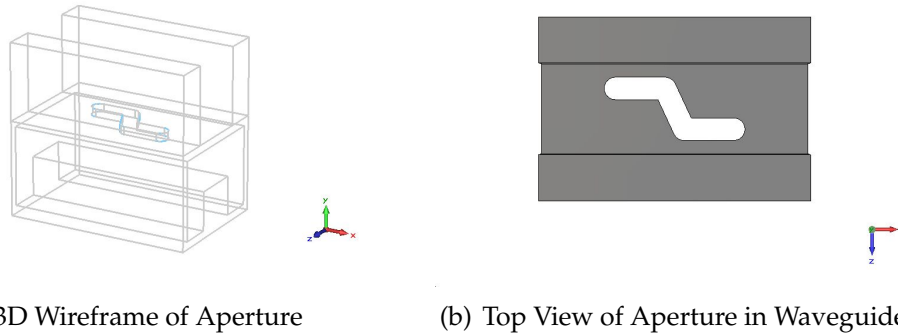 y
x
z
z
3D Wireframe of Aperture
(b) Top View of Aperture in Waveguide